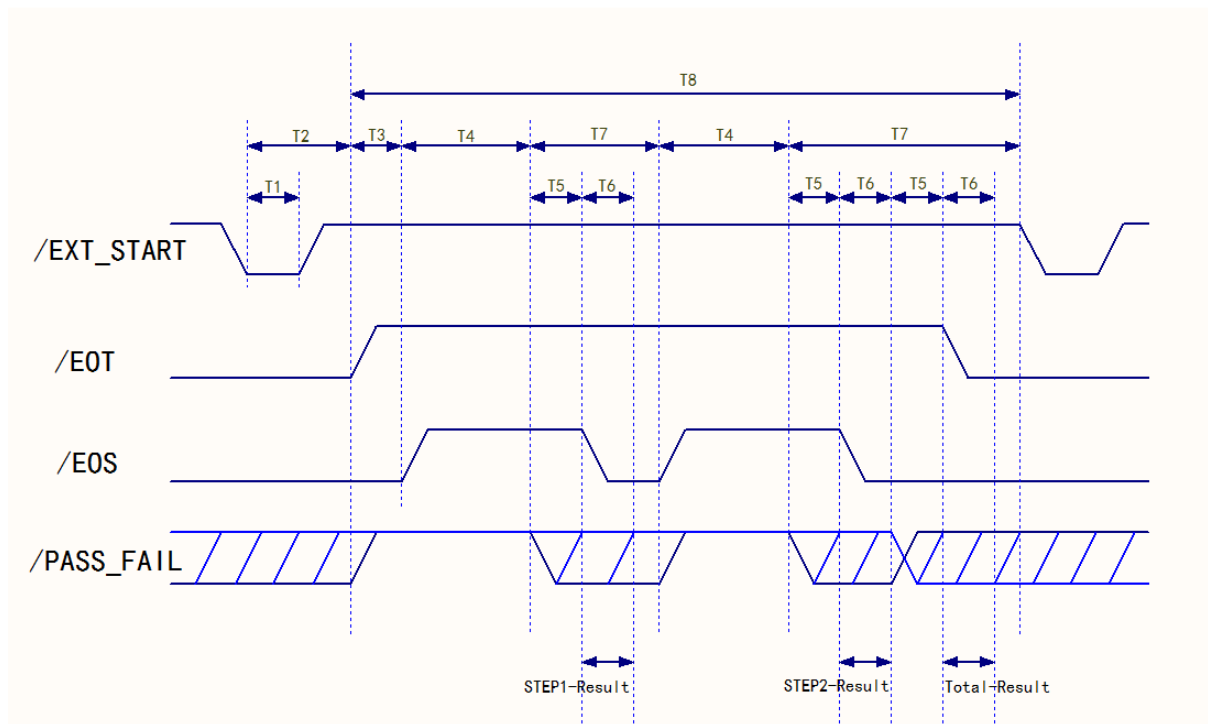 T8
T2 T3 T4 T7 T4 T7
T1 T5 T6 T5 T6 T5 T6
/EXT_START
/EOT
/EOS
/PASS_FAIL
STEP1-Result STEP2-Result Total-Result